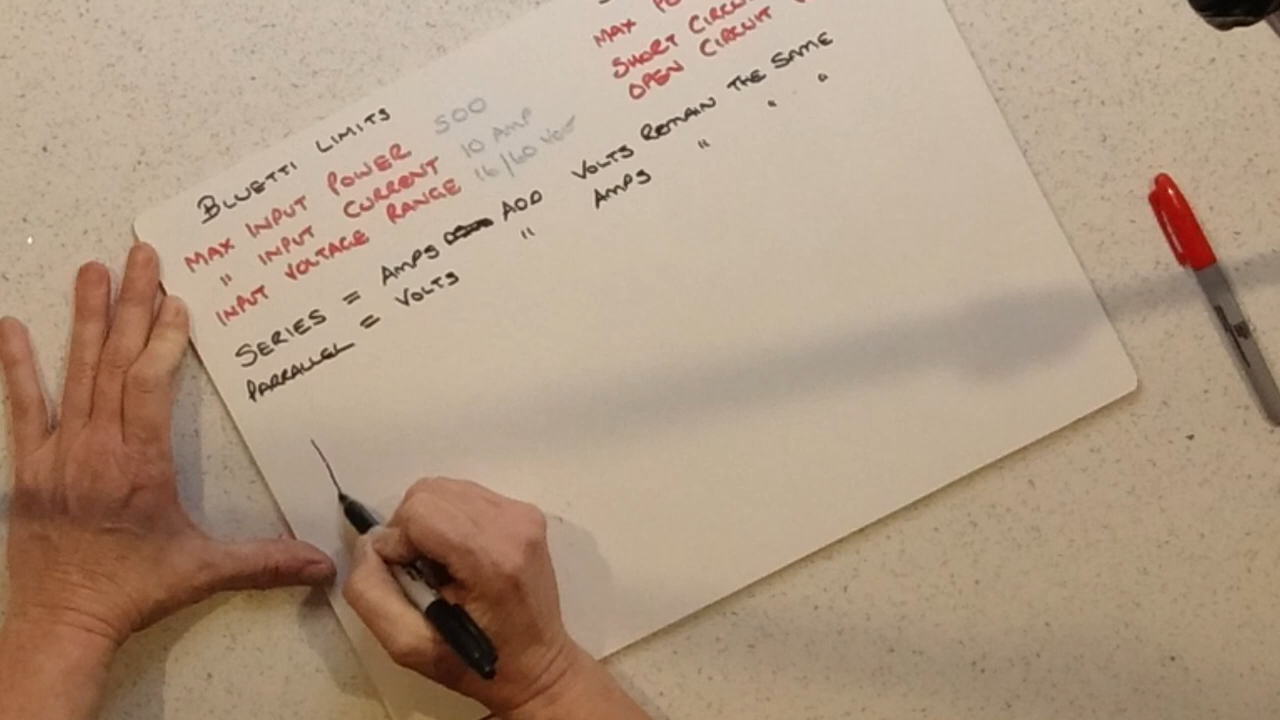 BLUETTI LIMITS
MAX INPUT POWER 500
" INPUT CURRENT 10 AMP
INPUT VOLTAGE RANGE 16/60 VOLT
MAX
SHORT
OPEN CIRCUIT
SERIES = AMPS ADD VOLTS REMAIN THE SAME
PARRALLEL = VOLTS " AMPS " " "